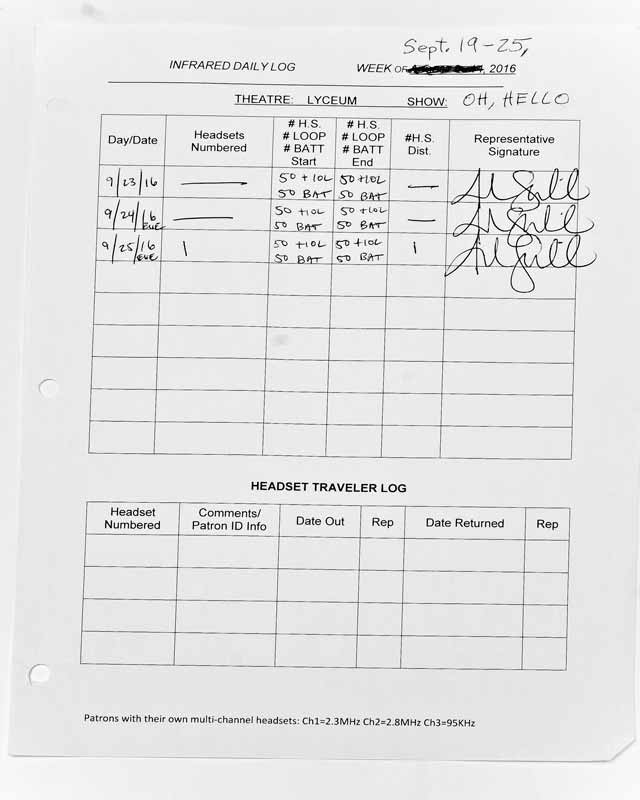 Sept. 19-25,
INFRARED DAILY LOG WEEK OF , 2016
THEATRE: LYCEUM SHOW: OH, HELLO
Day/Date
Headsets
Numbered
# H.S.
# LOOP
# BATT
Start
# H.S.
# LOOP
# BATT
End
#H.S.
Dist.
Representative
Signature
9/23/16 — 50 + 10L 50 + 10L —
50 BAT 50 BAT
9/24/16 — 50 +10L 50 +10L —
EVE 50 BAT 50 BAT
9/25/16 1 50 +10L 50 +10L 1
EVE 50 BAT 50 BAT
HEADSET TRAVELER LOG
Headset
Numbered
Comments/
Patron ID Info
Date Out
Rep
Date Returned
Rep
Patrons with their own multi-channel headsets: Ch1=2.3MHz Ch2=2.8MHz Ch3=95KHz